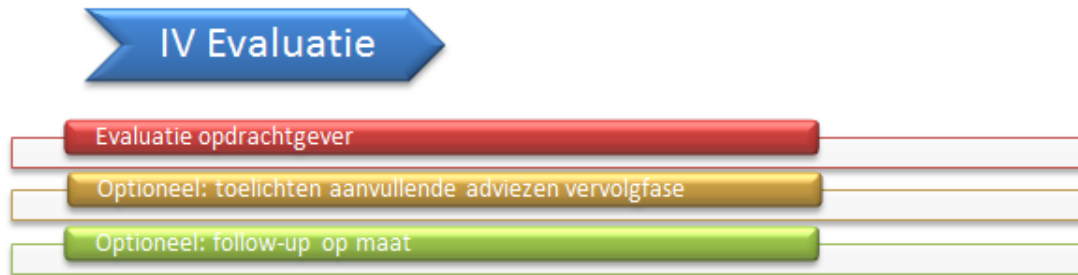 IV Evaluatie
Evaluatie opdrachtgever
Optioneel: toelichten aanvullende adviezen vervolgfase
Optioneel: follow-up op maat